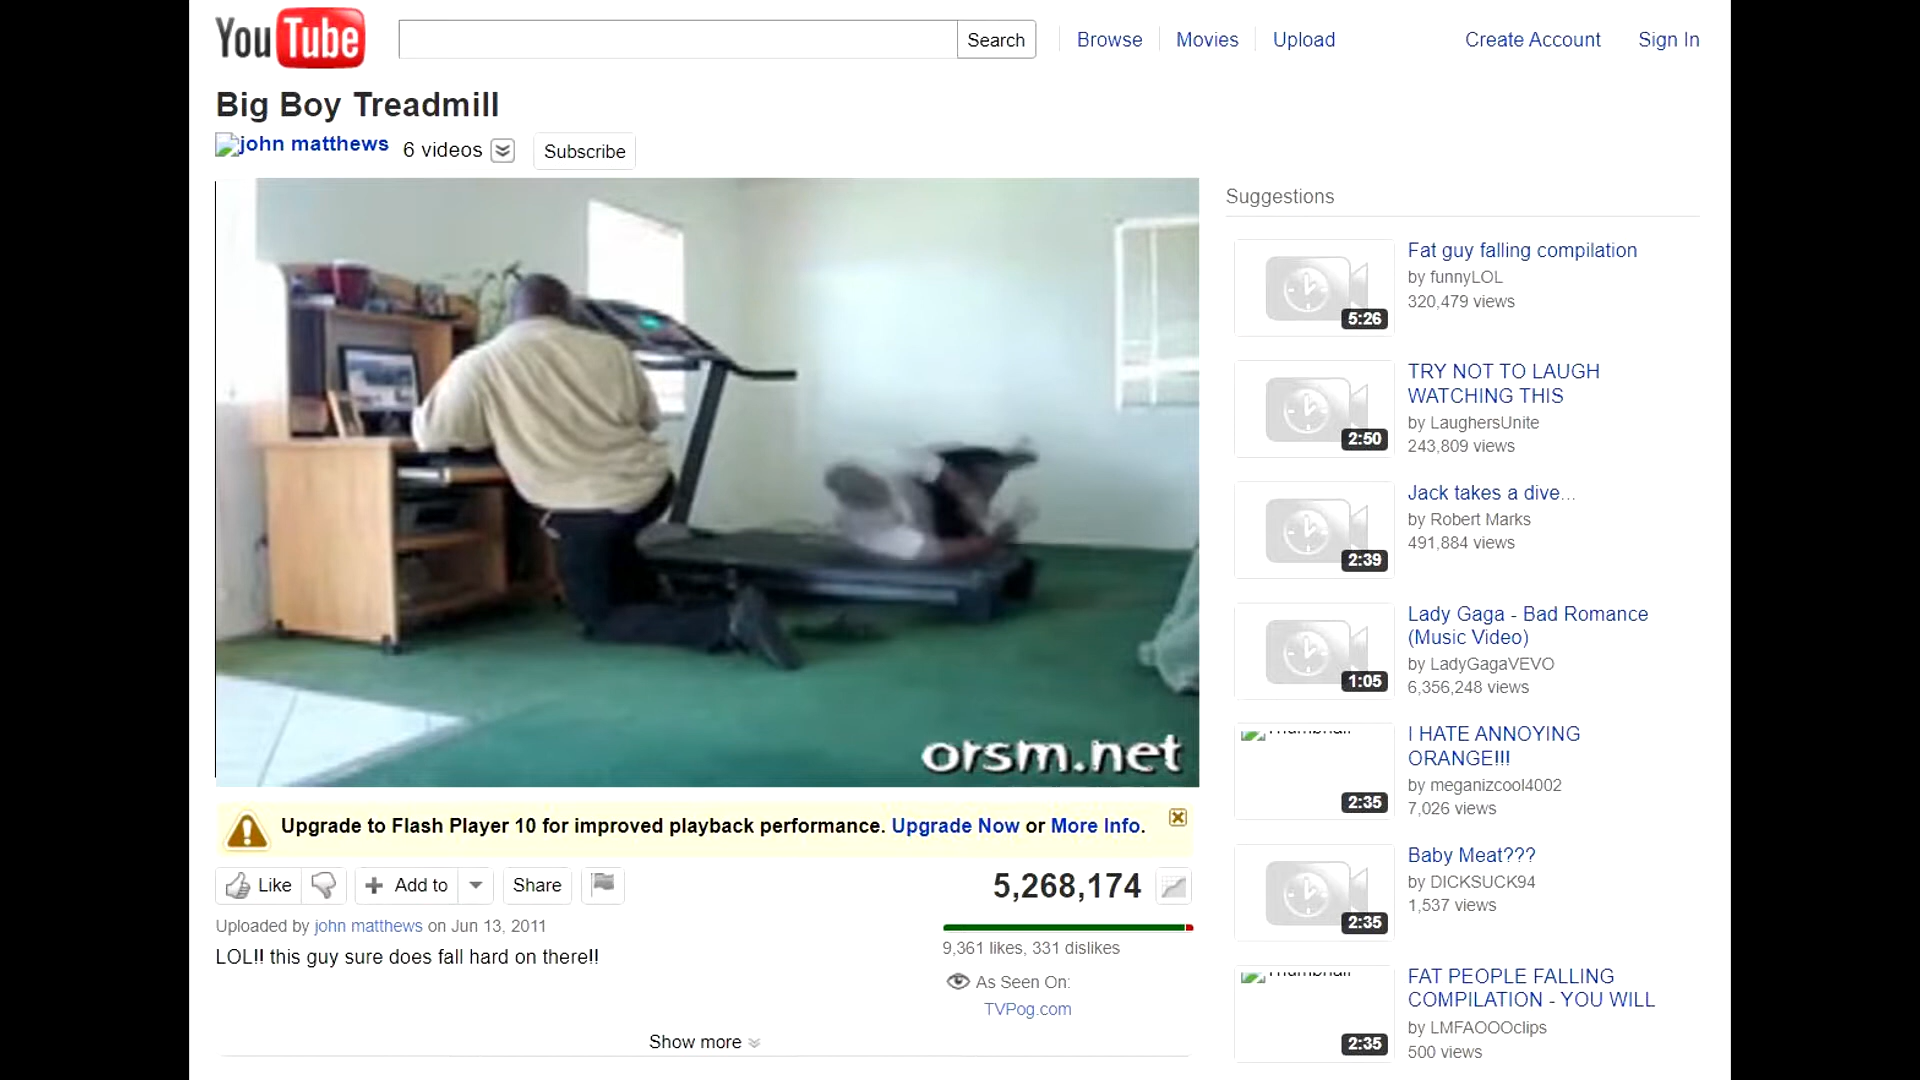 YouTube
Search
Browse
Movies
Upload
Create Account
Sign In
Big Boy Treadmill
john matthews
6 videos
Subscribe
orsm.net
Upgrade to Flash Player 10 for improved playback performance. Upgrade Now or More Info.
Like
Add to
Share
5,268,174
Uploaded by john matthews on Jun 13, 2011
LOL!! this guy sure does fall hard on there!!
9,361 likes, 331 dislikes
As Seen On:
TVPog.com
Show more
Suggestions
5:26
Fat guy falling compilation
by funnyLOL
320,479 views
2:50
TRY NOT TO LAUGH
WATCHING THIS
by LaughersUnite
243,809 views
2:39
Jack takes a dive...
by Robert Marks
491,884 views
1:05
Lady Gaga - Bad Romance
(Music Video)
by LadyGagaVEVO
6,356,248 views
2:35
I HATE ANNOYING
ORANGE!!!
by meganizcool4002
7,026 views
2:35
Baby Meat???
by DICKSUCK94
1,537 views
2:35
FAT PEOPLE FALLING
COMPILATION - YOU WILL
by LMFAOOOclips
500 views